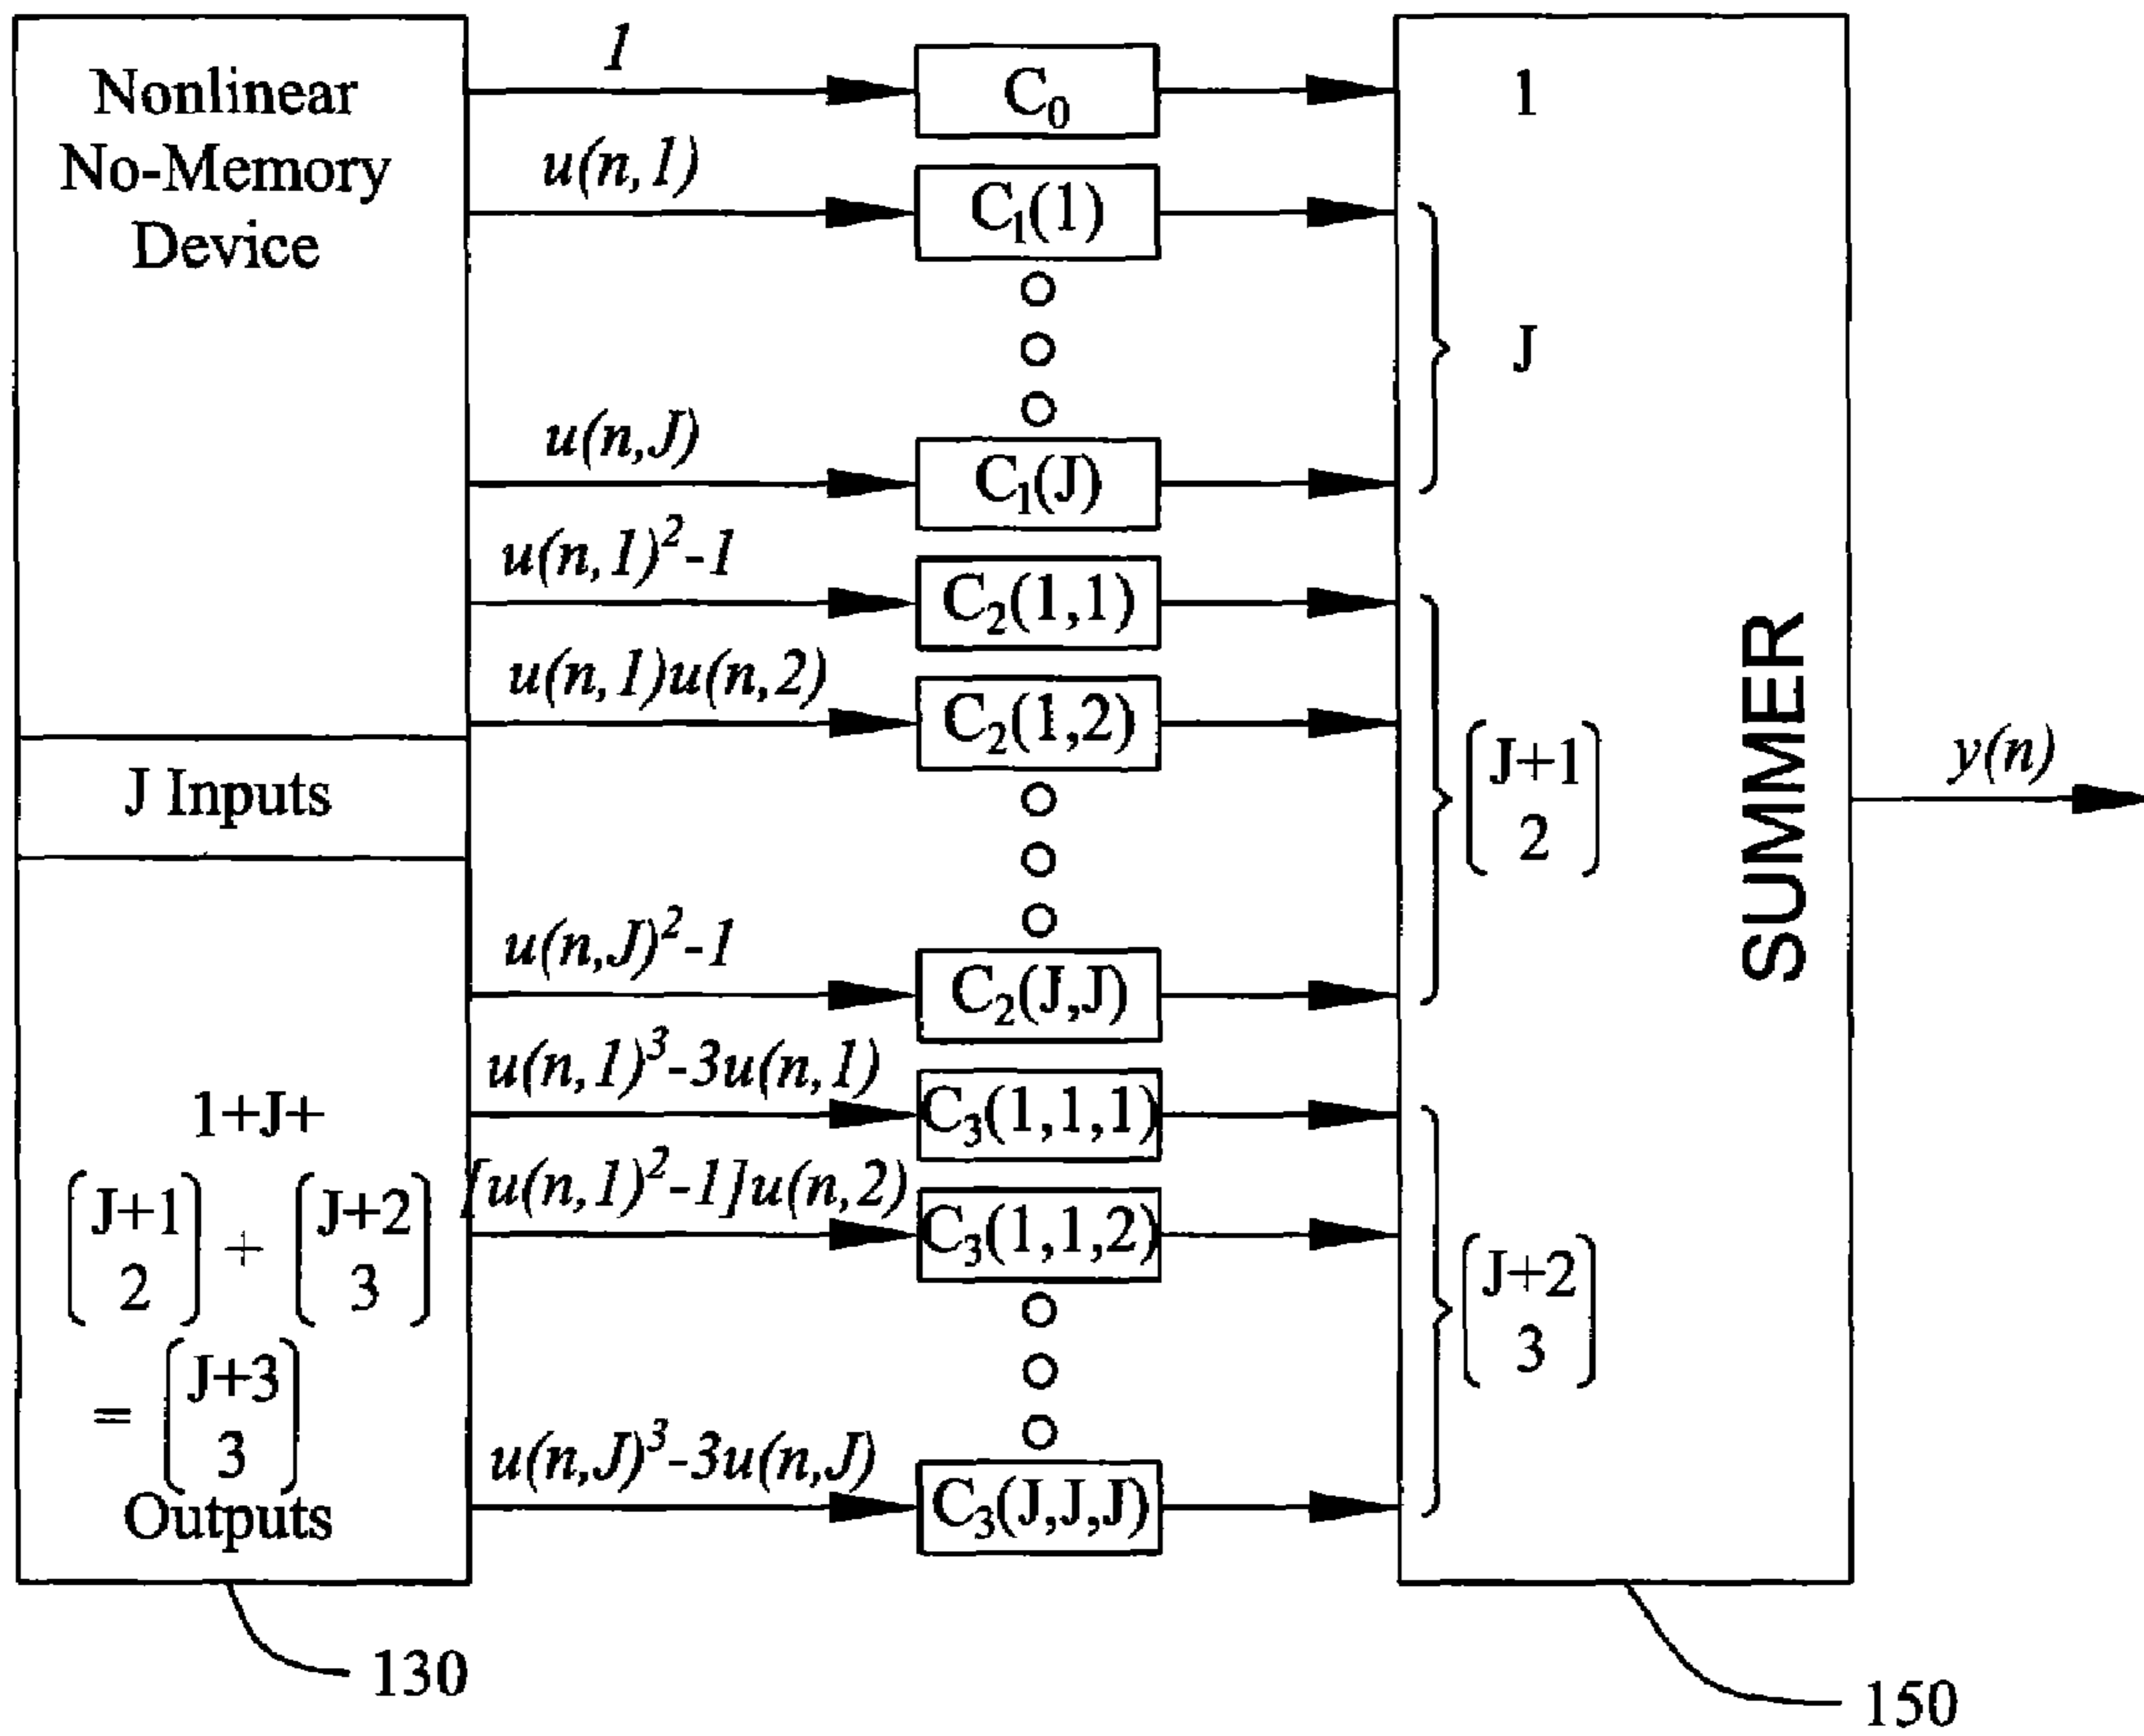 Nonlinear
No-Memory
Device
J Inputs
1+J+
(J+1
2) + (J+2
3)
= (J+3
3)
Outputs
130
1
u(n,1)
u(n,J)
u(n,1)²-1
u(n,1)u(n,2)
u(n,J)²-1
u(n,1)³-3u(n,1)
[u(n,1)²-1]u(n,2)
u(n,J)³-3u(n,J)
C₀
C₁(1)
C₁(J)
C₂(1,1)
C₂(1,2)
C₂(J,J)
C₃(1,1,1)
C₃(1,1,2)
C₃(J,J,J)
1
J
(J+1
2)
(J+2
3)
SUMMER
150
y(n)